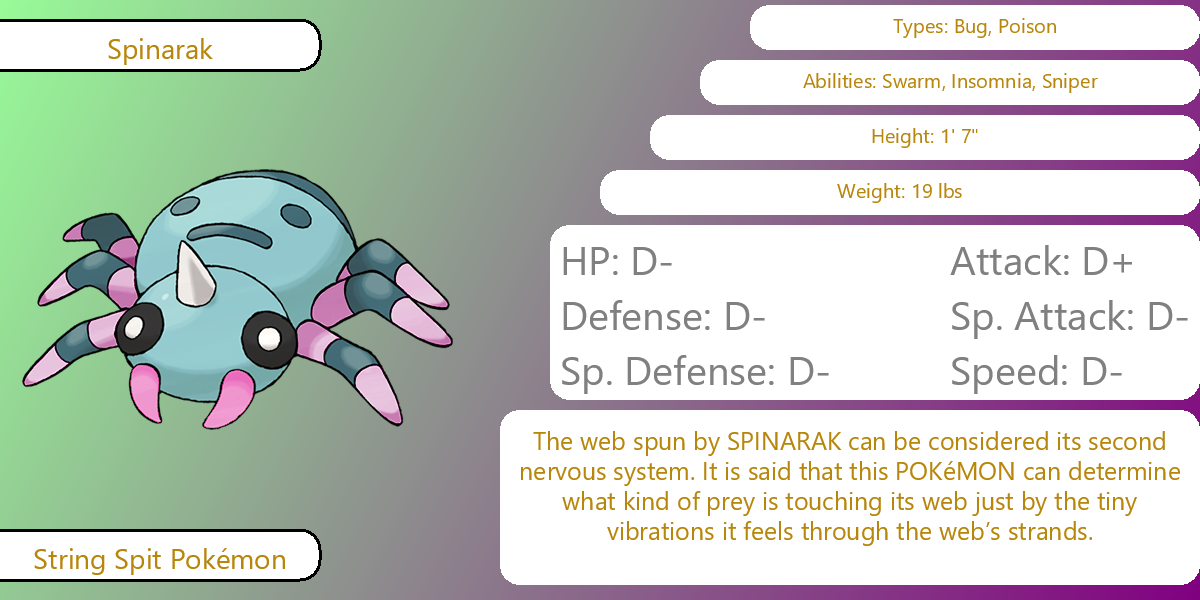 Spinarak
Types: Bug, Poison
Abilities: Swarm, Insomnia, Sniper
Height: 1' 7"
Weight: 19 lbs
HP: D-
Attack: D+
Defense: D-
Sp. Attack: D-
Sp. Defense: D-
Speed: D-
The web spun by SPINARAK can be considered its second
nervous system. It is said that this POKéMON can determine
what kind of prey is touching its web just by the tiny
vibrations it feels through the web’s strands.
String Spit Pokémon